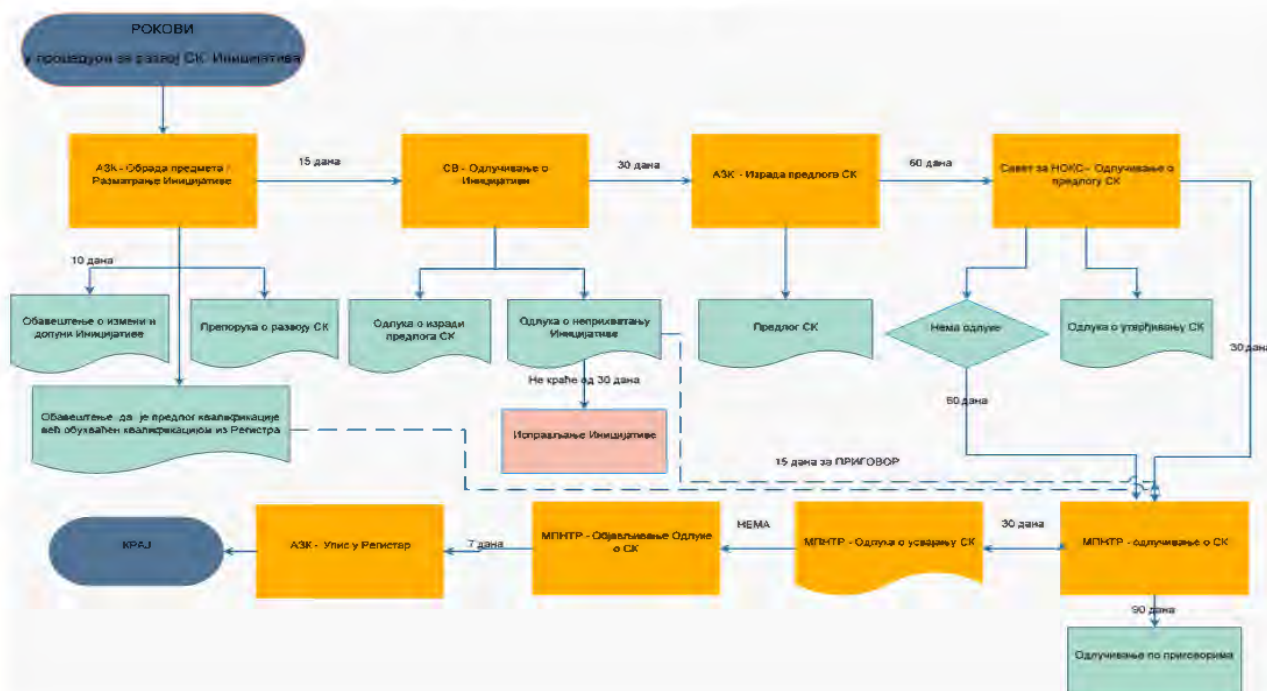 РОКОВИ
у процедури за развој СК Иницијатива
АЗК - Обрада предмета /
Разматрање Иницијативе
15 дана
СВ - Одлучивање о
Иницијативи
30 дана
АЗК - Израда предлога СК
60 дана
Савет за НОКС - Одлучивање о
предлогу СК
10 дана
Обавештење о измени и
допуни Иницијативе
Препорука о развоју СК
Одлука о изради
предлога СК
Одлука о неприхватању
Иницијативе
Предлог СК
Нема одлуке
Одлука о утврђивању СК
30 дана
Не краће од 30 дана
60 дана
Обавештење да је предлог квалификације
већ обухваћен квалификацијом из Регистра
Исправљање Иницијативе
15 дана за ПРИГОВОР
КРАЈ
АЗК - Упис у Регистар
7 дана
МПНТР - Објављивање Одлуке
о СК
НЕМА
МПНТР - Одлука о усвајању СК
30 дана
МПНТР - одлучивање о СК
90 дана
Одлучивање по приговорима